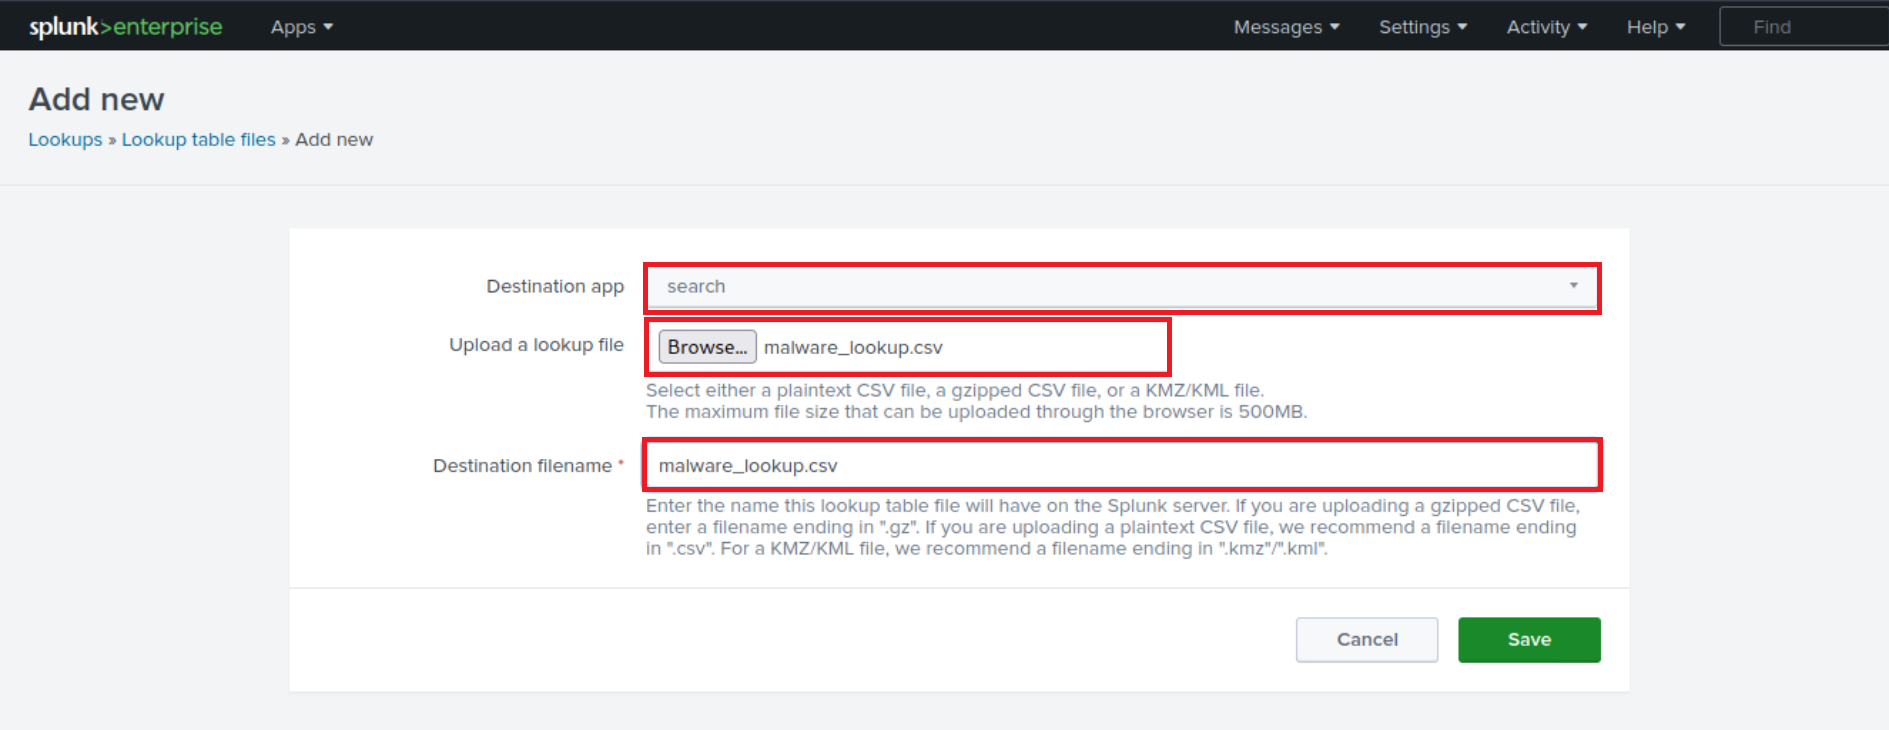 splunk>enterprise Apps Messages Settings Activity Help Find
Add new
Lookups » Lookup table files » Add new
Destination app search
Upload a lookup file Browse... malware_lookup.csv
Select either a plaintext CSV file, a gzipped CSV file, or a KMZ/KML file.
The maximum file size that can be uploaded through the browser is 500MB.
Destination filename * malware_lookup.csv
Enter the name this lookup table file will have on the Splunk server. If you are uploading a gzipped CSV file,
enter a filename ending in ".gz". If you are uploading a plaintext CSV file, we recommend a filename ending
in ".csv". For a KMZ/KML file, we recommend a filename ending in ".kmz"/".kml".
Cancel Save